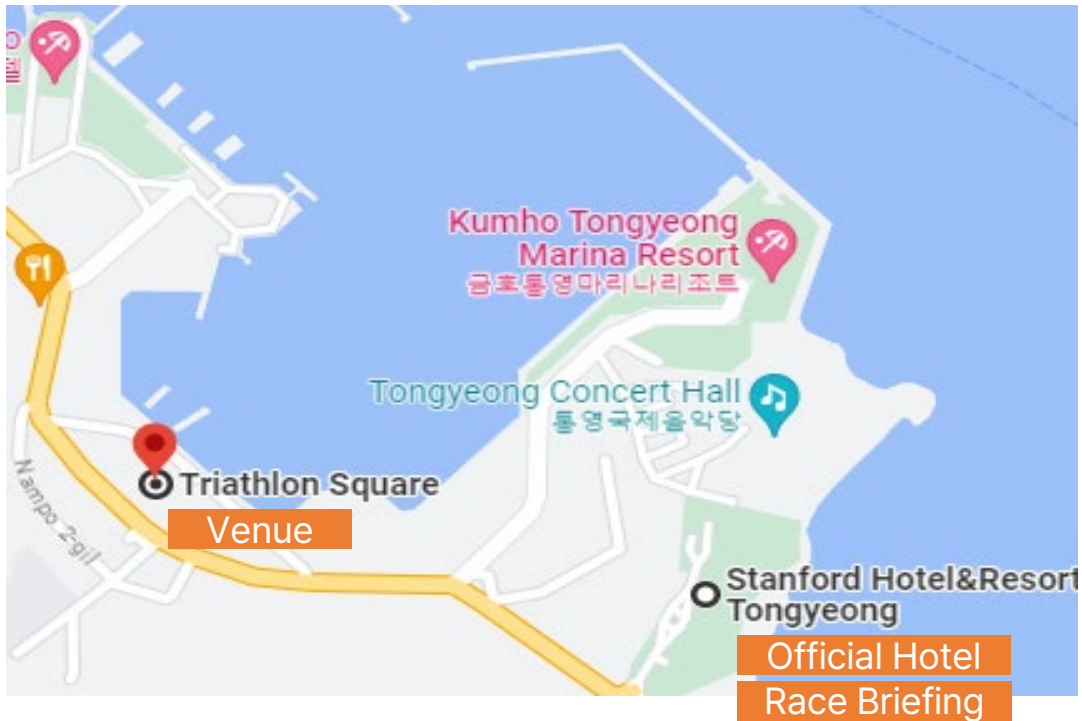 Kumho Tongyeong
Marina Resort
금호통영마리나리조트
Tongyeong Concert Hall
통영국제음악당
Triathlon Square
Venue
Nampo 2-gil
Stanford Hotel&Resort
Tongyeong
Official Hotel
Race Briefing